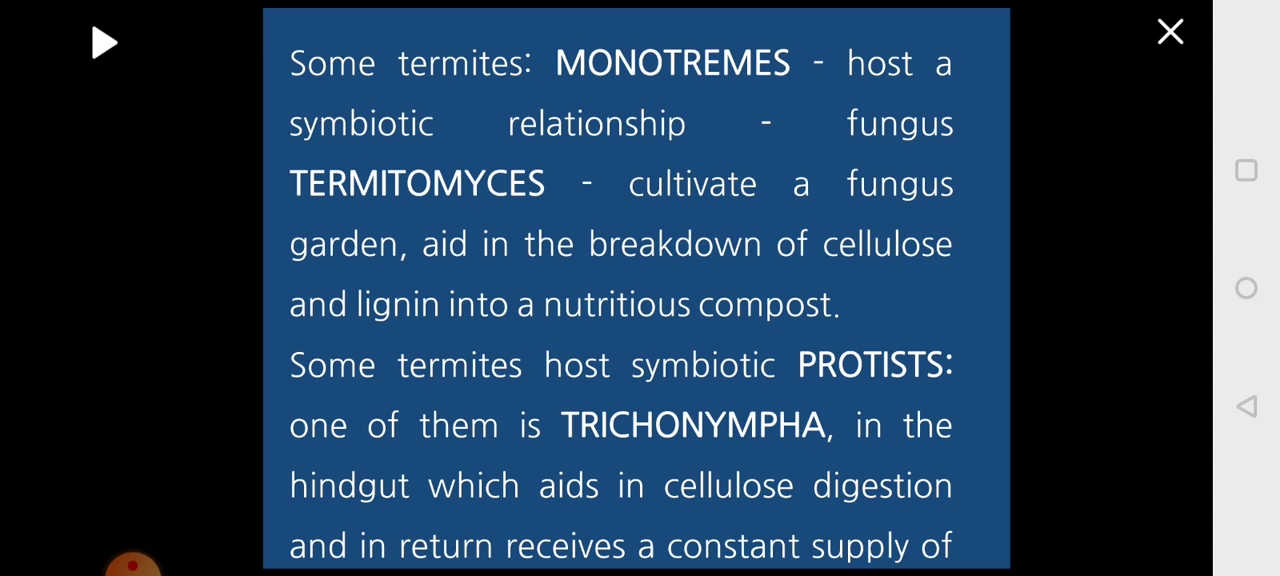 Some termites: MONOTREMES - host a
symbiotic relationship - fungus
TERMITOMYCES - cultivate a fungus
garden, aid in the breakdown of cellulose
and lignin into a nutritious compost.
Some termites host symbiotic PROTISTS:
one of them is TRICHONYMPHA, in the
hindgut which aids in cellulose digestion
and in return receives a constant supply of